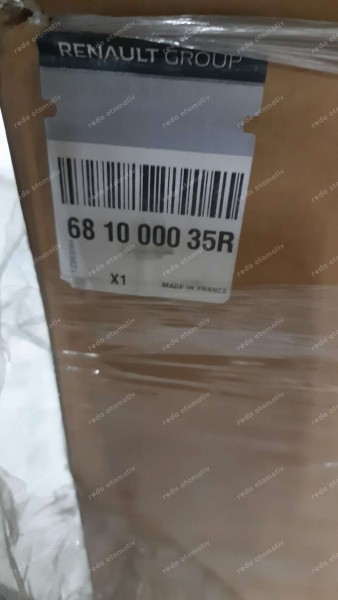 RENAULT GROUP
68 10 000 35R
X1
MADE IN FRANCE
redo otomotiv